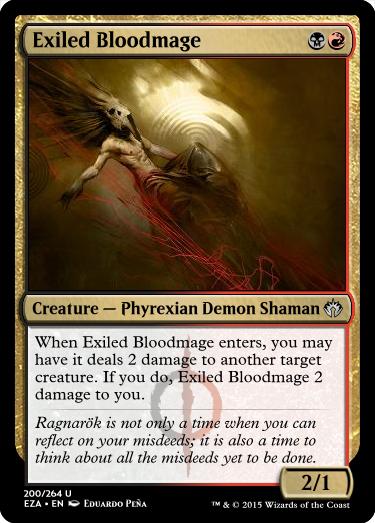 Exiled Bloodmage
Creature — Phyrexian Demon Shaman
When Exiled Bloodmage enters, you may
have it deals 2 damage to another target
creature. If you do, Exiled Bloodmage 2
damage to you.
Ragnarök is not only a time when you can
reflect on your misdeeds; it is also a time to
think about all the misdeeds yet to be done.
2/1
200/264 U
EZA • EN Eduardo Peña
™ & © 2015 Wizards of the Coast